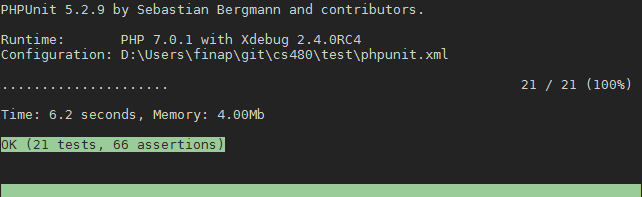 PHPUnit 5.2.9 by Sebastian Bergmann and contributors.
Runtime:       PHP 7.0.1 with Xdebug 2.4.0RC4
Configuration: D:\Users\finap\git\cs480\test\phpunit.xml
.....................                                             21 / 21 (100%)
Time: 6.2 seconds, Memory: 4.00Mb
OK (21 tests, 66 assertions)